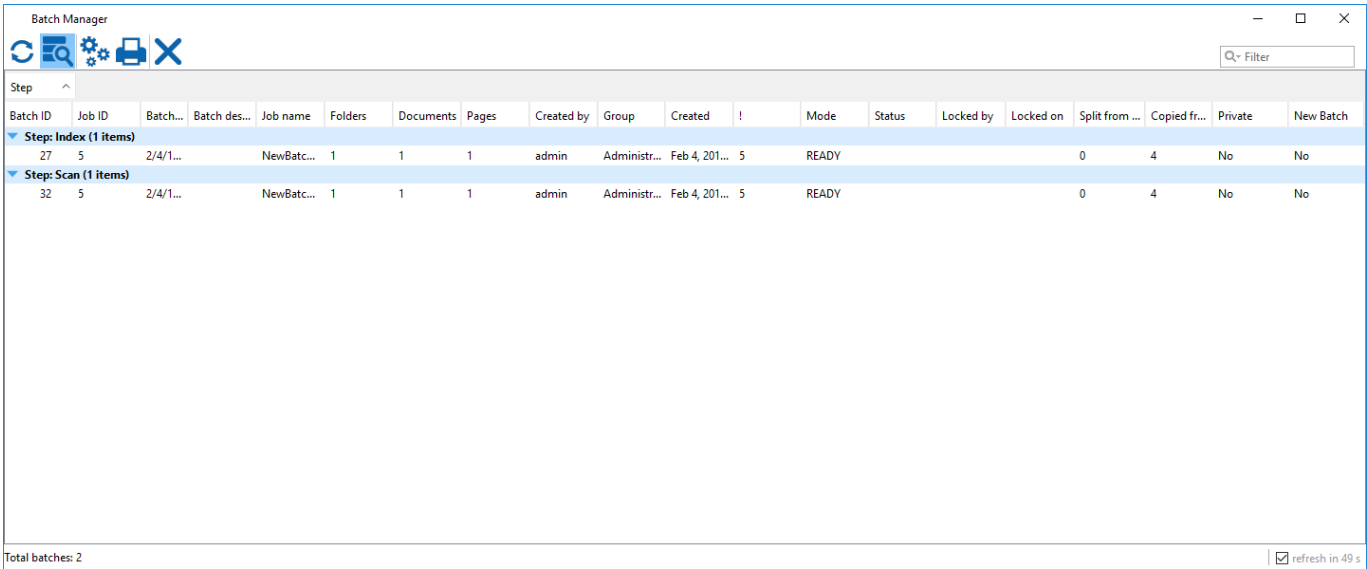 Batch Manager
Filter
Step
Batch ID Job ID Batch... Batch des... Job name Folders Documents Pages Created by Group Created ! Mode Status Locked by Locked on Split from ... Copied fr... Private New Batch
Step: Index (1 items)
27 5 2/4/1... NewBatc... 1 1 1 admin Administr... Feb 4, 201... 5 READY 0 4 No No
Step: Scan (1 items)
32 5 2/4/1... NewBatc... 1 1 1 admin Administr... Feb 4, 201... 5 READY 0 4 No No
Total batches: 2 refresh in 49 s